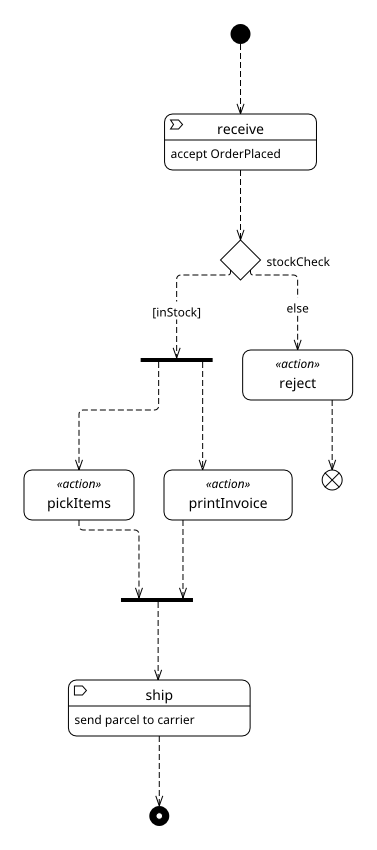 receive
accept OrderPlaced
stockCheck
[inStock]
else
«action»
reject
«action»
pickItems
«action»
printInvoice
ship
send parcel to carrier